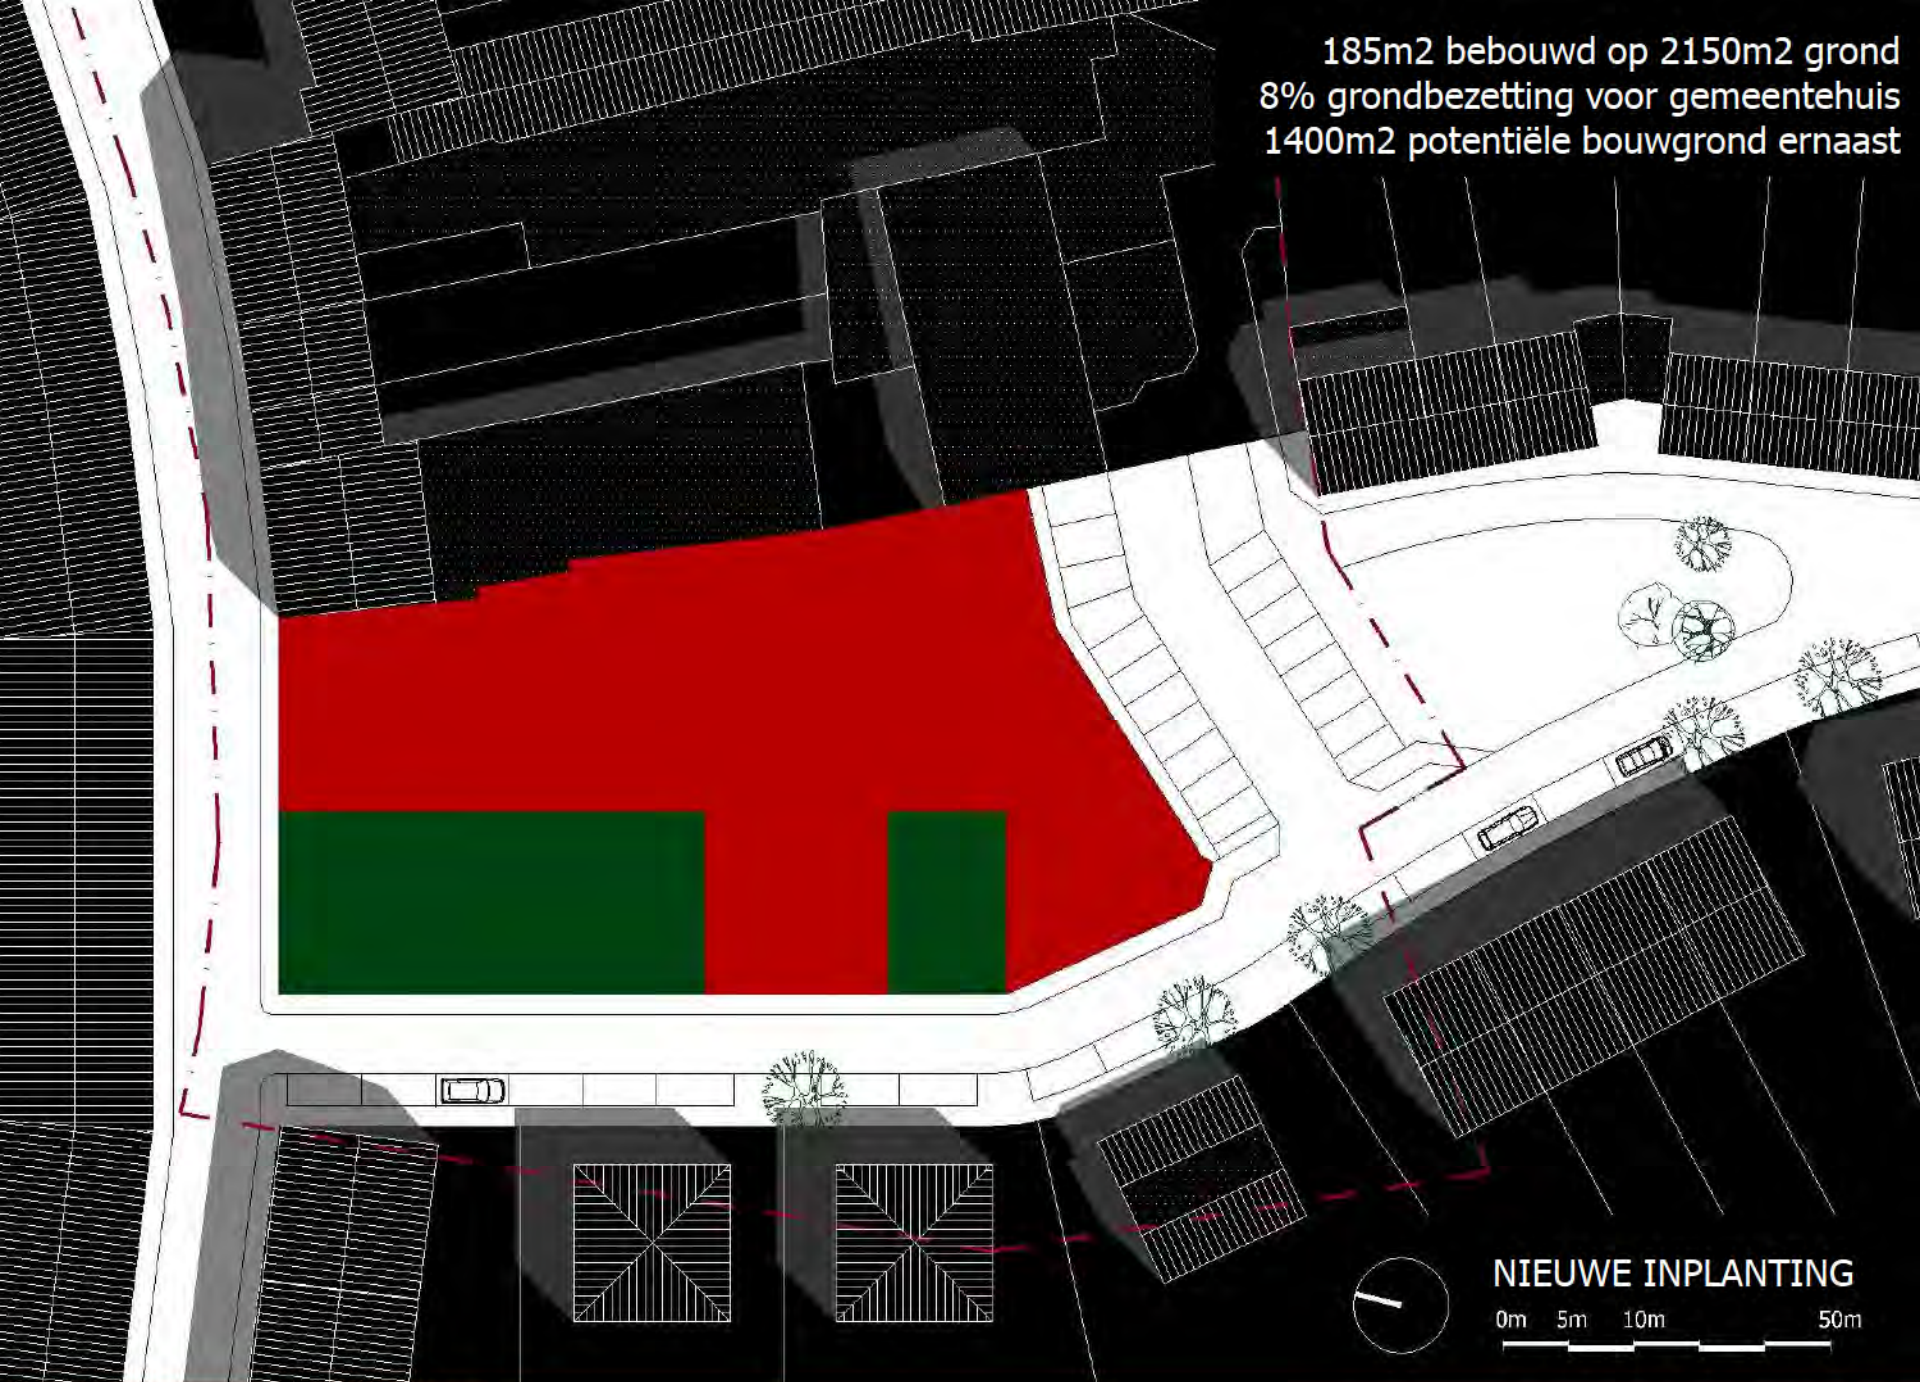 185m2 bebouwd op 2150m2 grond
8% grondbezetting voor gemeentehuis
1400m2 potentiële bouwgrond ernaast
NIEUWE INPLANTING
0m 5m 10m 50m